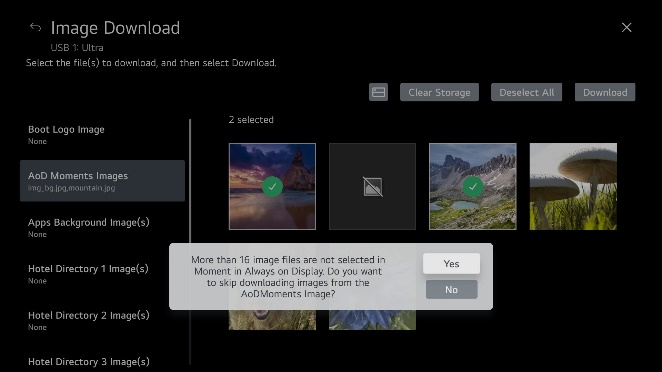 Image Download
USB 1: Ultra
Select the file(s) to download, and then select Download.
Clear Storage
Deselect All
Download
2 selected
Boot Logo Image
None
AoD Moments Images
img_bg.jpg,mountain.jpg
Apps Background Image(s)
None
Hotel Directory 1 Image(s)
None
Hotel Directory 2 Image(s)
None
Hotel Directory 3 Image(s)
More than 16 image files are not selected in
Moment in Always on Display. Do you want
to skip downloading images from the
AoDMoments Image?
Yes
No